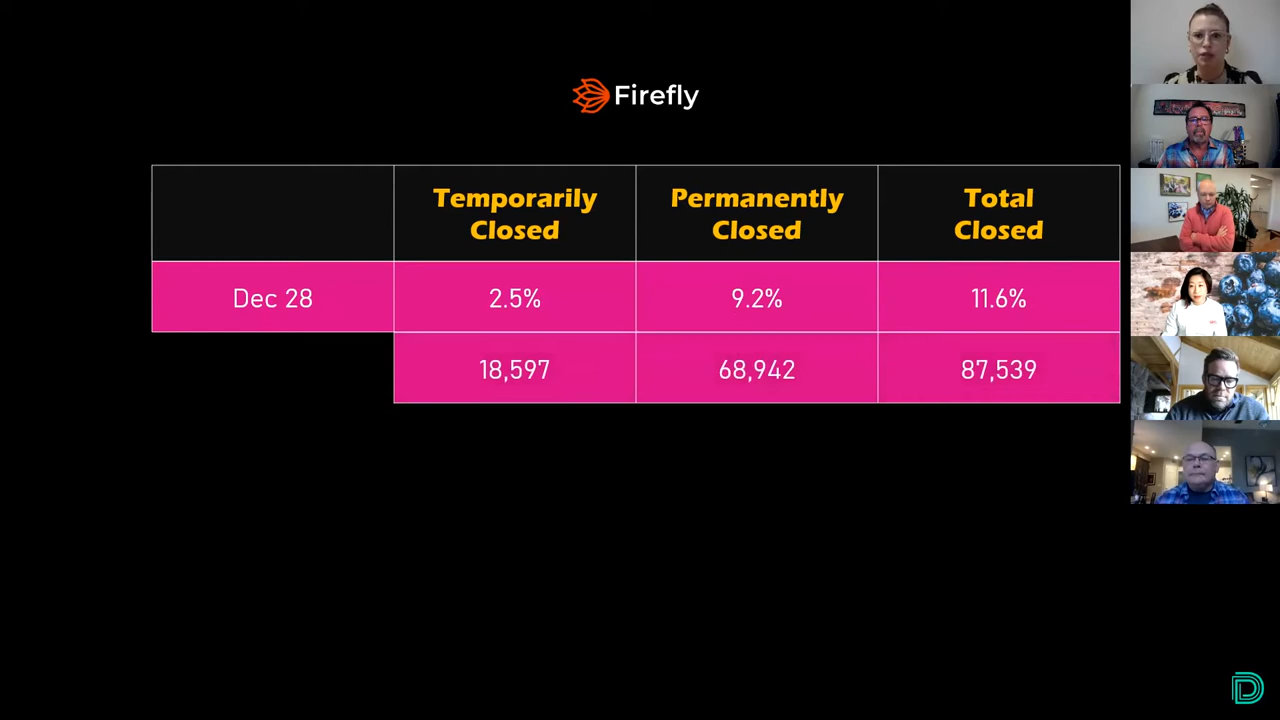 Firefly
Temporarily
Closed
Permanently
Closed
Total
Closed
Dec 28
2.5%
9.2%
11.6%
18,597
68,942
87,539